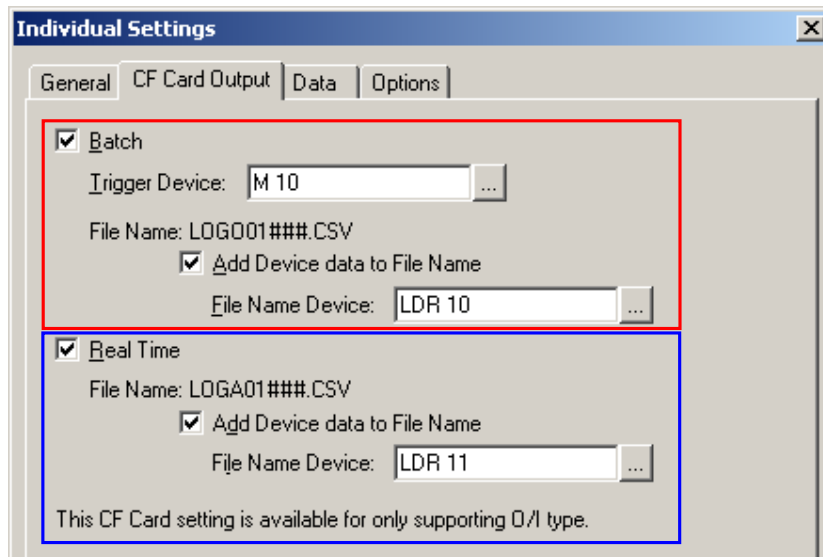 Individual Settings
General CF Card Output Data Options
Batch
Trigger Device: M 10 ...
File Name: LOGO01###.CSV
Add Device data to File Name
File Name Device: LDR 10 ...
Real Time
File Name: LOGA01###.CSV
Add Device data to File Name
File Name Device: LDR 11 ...
This CF Card setting is available for only supporting O/I type.